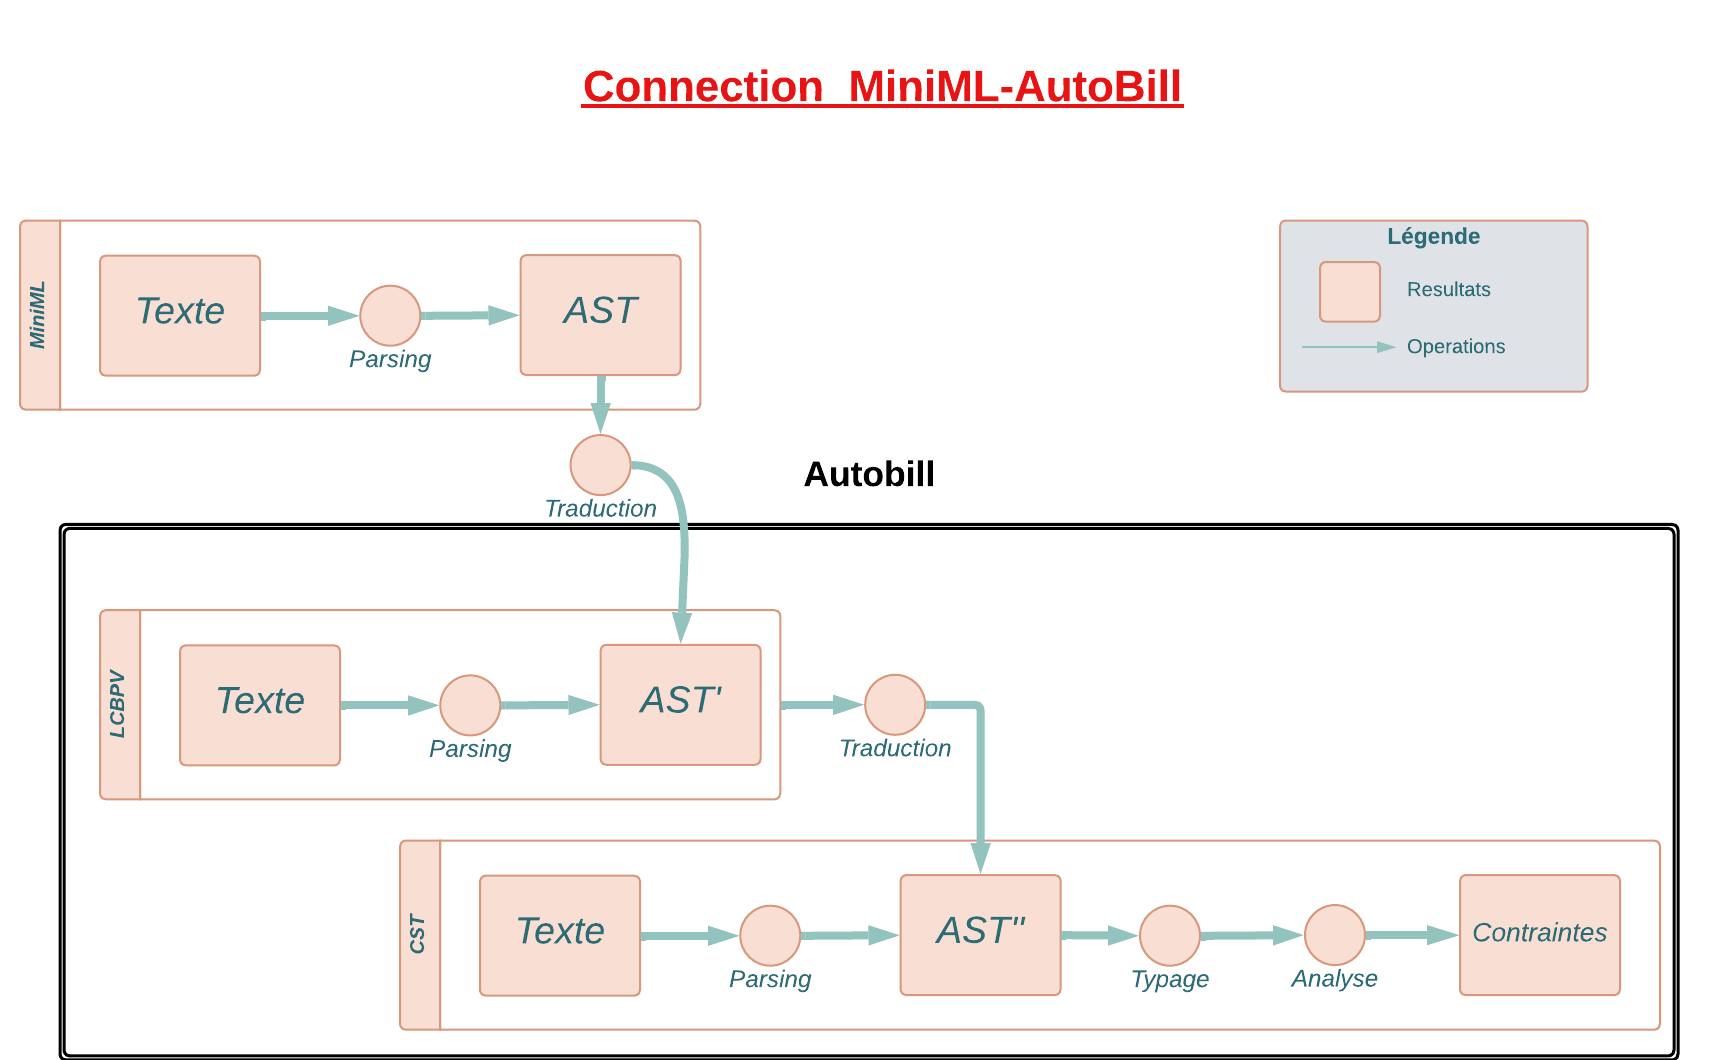 Connection MiniML-AutoBill
MiniML
Texte
Parsing
AST
Légende
Resultats
Operations
Traduction
Autobill
LCBPV
Texte
Parsing
AST'
Traduction
CST
Texte
Parsing
AST"
Typage
Analyse
Contraintes